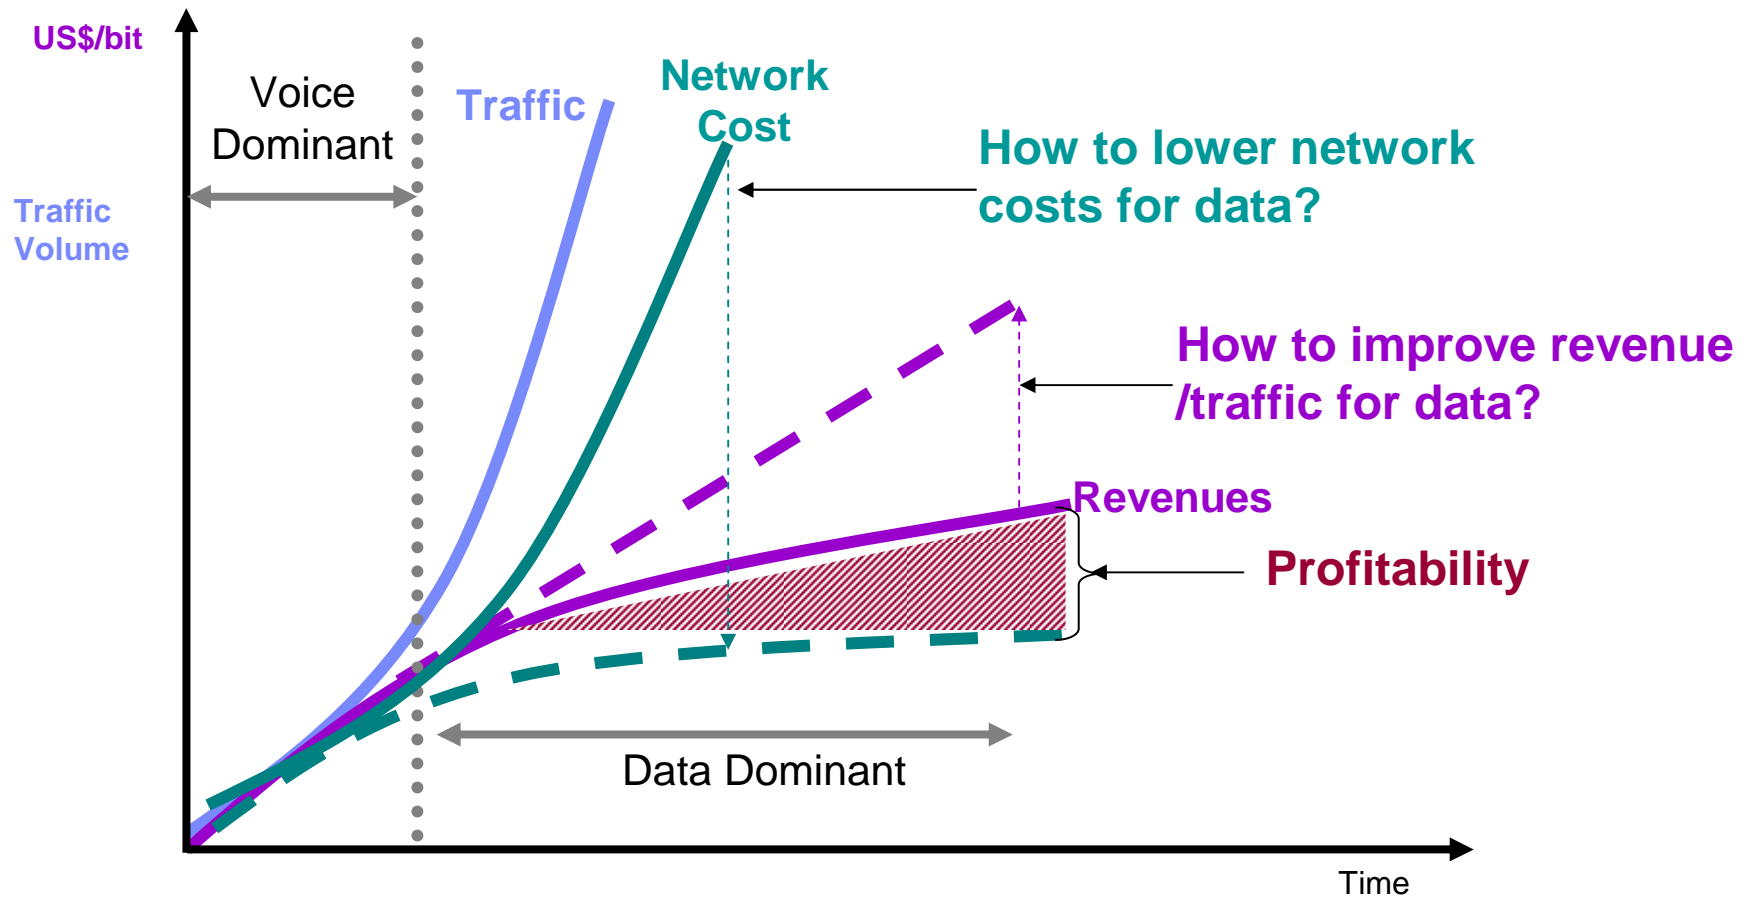 US$/bit
Voice
Dominant
Traffic
Network
Cost
How to lower network
costs for data?
Traffic
Volume
How to improve revenue
/traffic for data?
Revenues
Profitability
Data Dominant
Time